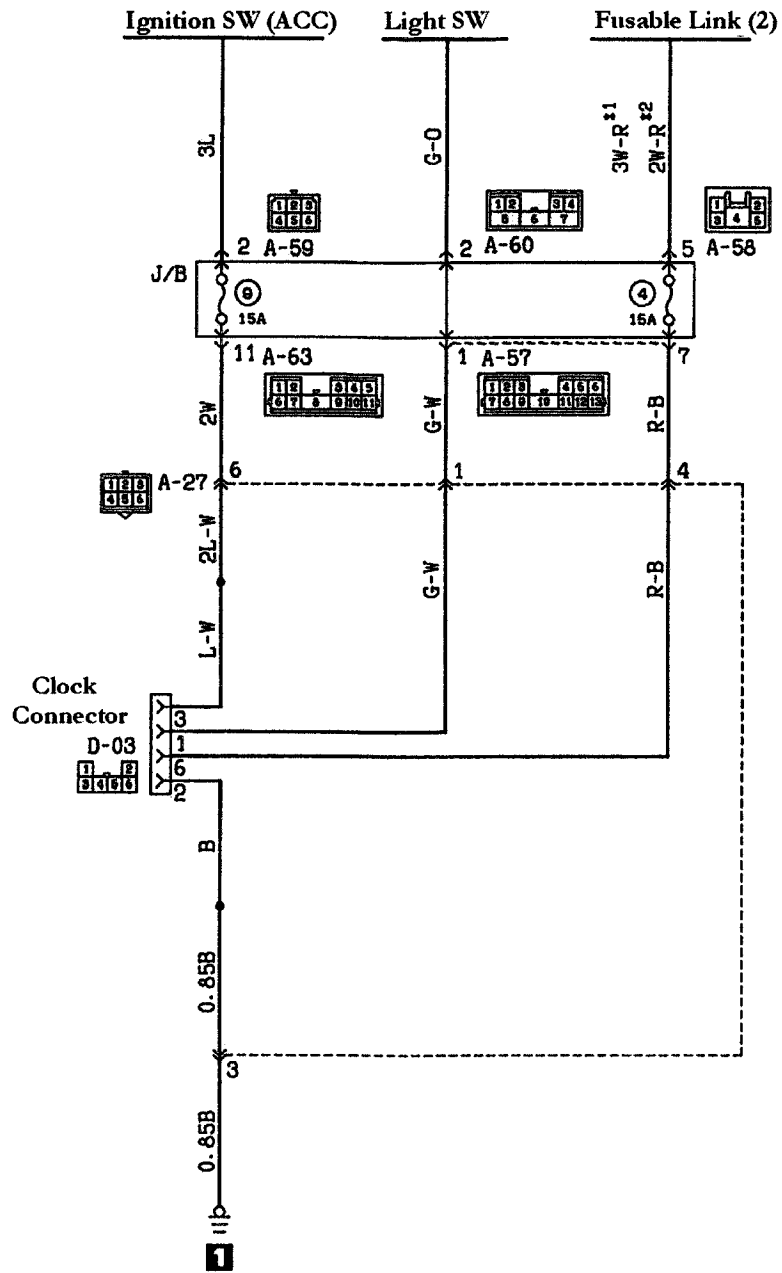 Ignition SW (ACC)
Light SW
Fusable Link (2)
3L
G-O
3W-R*1
2W-R*2
1 2 3
4 5 6
1 2 3 4
5 6 7
1 2
3 4 5
2 A-59
2 A-60
5 A-58
J/B
9
15A
4
15A
11 A-63
1 A-57
7
1 2 3 4 5
6 7 8 9 10 11
1 2 3 4 5 6
7 8 9 10 11 12 13
2W
G-W
R-B
1 2 3
4 5 6
A-27
6
1
4
2L-W
G-W
R-B
L-W
Clock
Connector
D-03
1 2
3 4 5 6
3
1
6
2
B
0.85B
3
0.85B
1